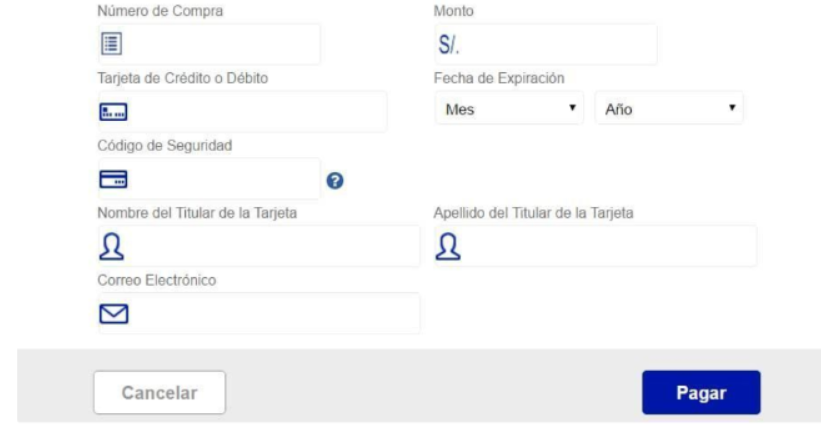 Número de Compra
Monto
S/.
Tarjeta de Crédito o Débito
Fecha de Expiración
Mes
Año
Código de Seguridad
?
Nombre del Titular de la Tarjeta
Apellido del Titular de la Tarjeta
Correo Electrónico
Cancelar
Pagar